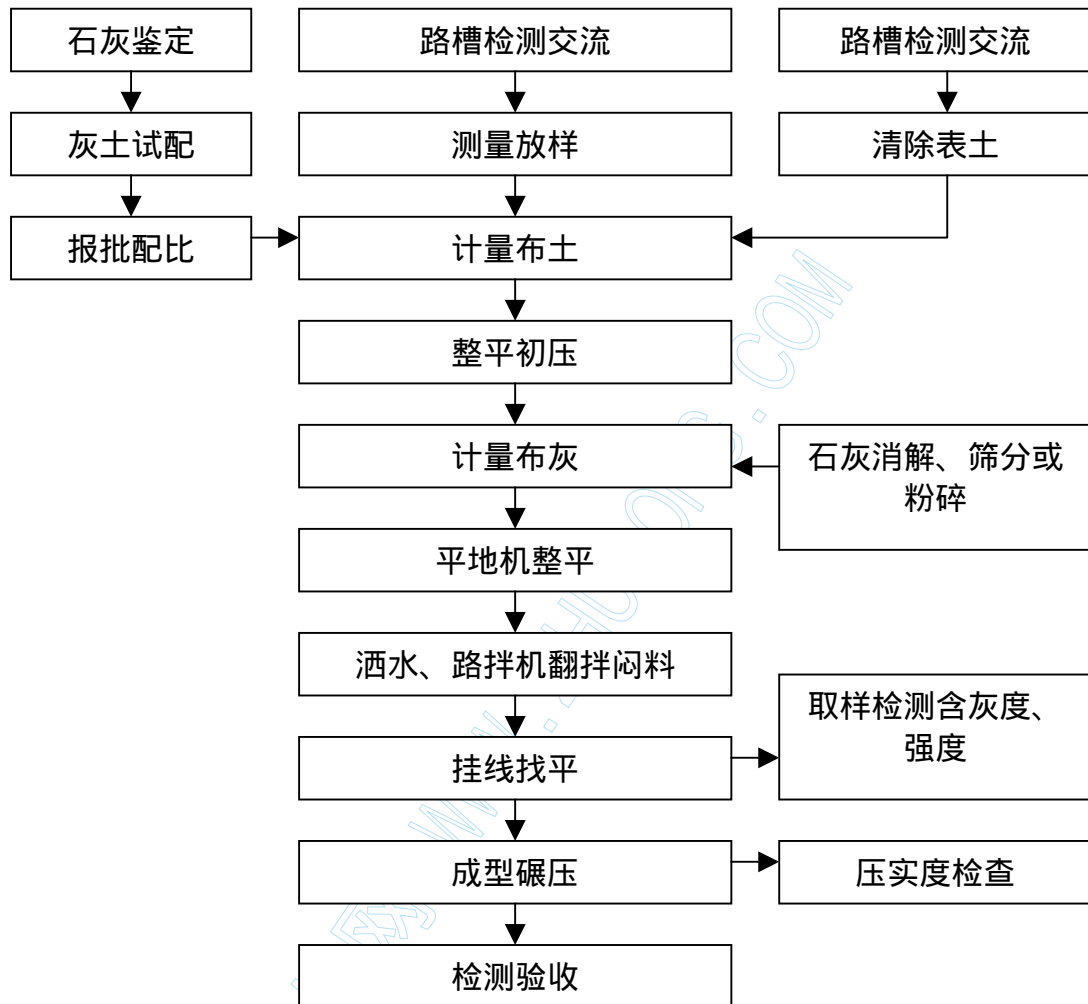 石灰鉴定
路槽检测交流
路槽检测交流
灰土试配
测量放样
清除表土
报批配比
计量布土
整平初压
计量布灰
石灰消解、筛分或
粉碎
平地机整平
洒水、路拌机翻拌闷料
取样检测含灰度、
强度
挂线找平
成型碾压
压实度检查
检测验收